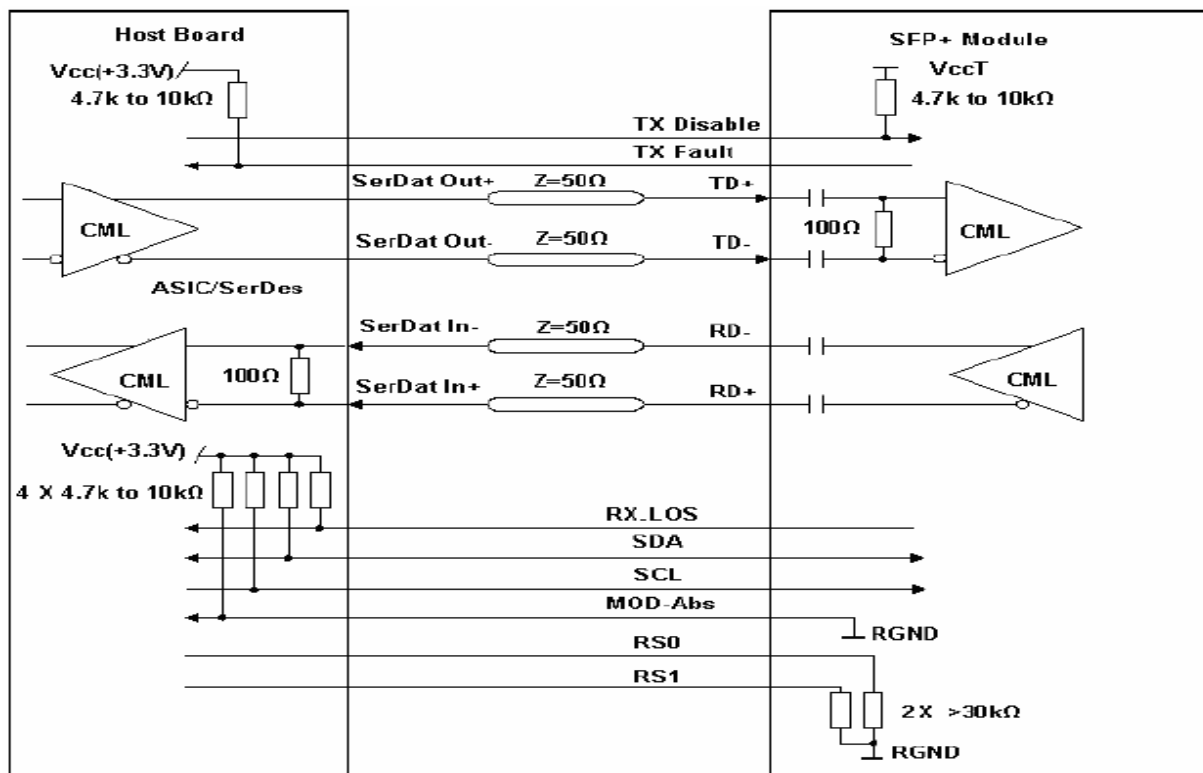 Host Board
SFP+ Module
Vcc(+3.3V)
4.7k to 10kΩ
VccT
4.7k to 10kΩ
TX Disable
TX Fault
SerDat Out+
Z=50Ω
TD+
CML
100Ω
CML
SerDat Out-
Z=50Ω
TD-
ASIC/SerDes
SerDat In-
Z=50Ω
RD-
CML
100Ω
SerDat In+
Z=50Ω
RD+
CML
Vcc(+3.3V)
4 X 4.7k to 10kΩ
RX_LOS
SDA
SCL
MOD-Abs
RGND
RS0
RS1
2X >30kΩ
RGND